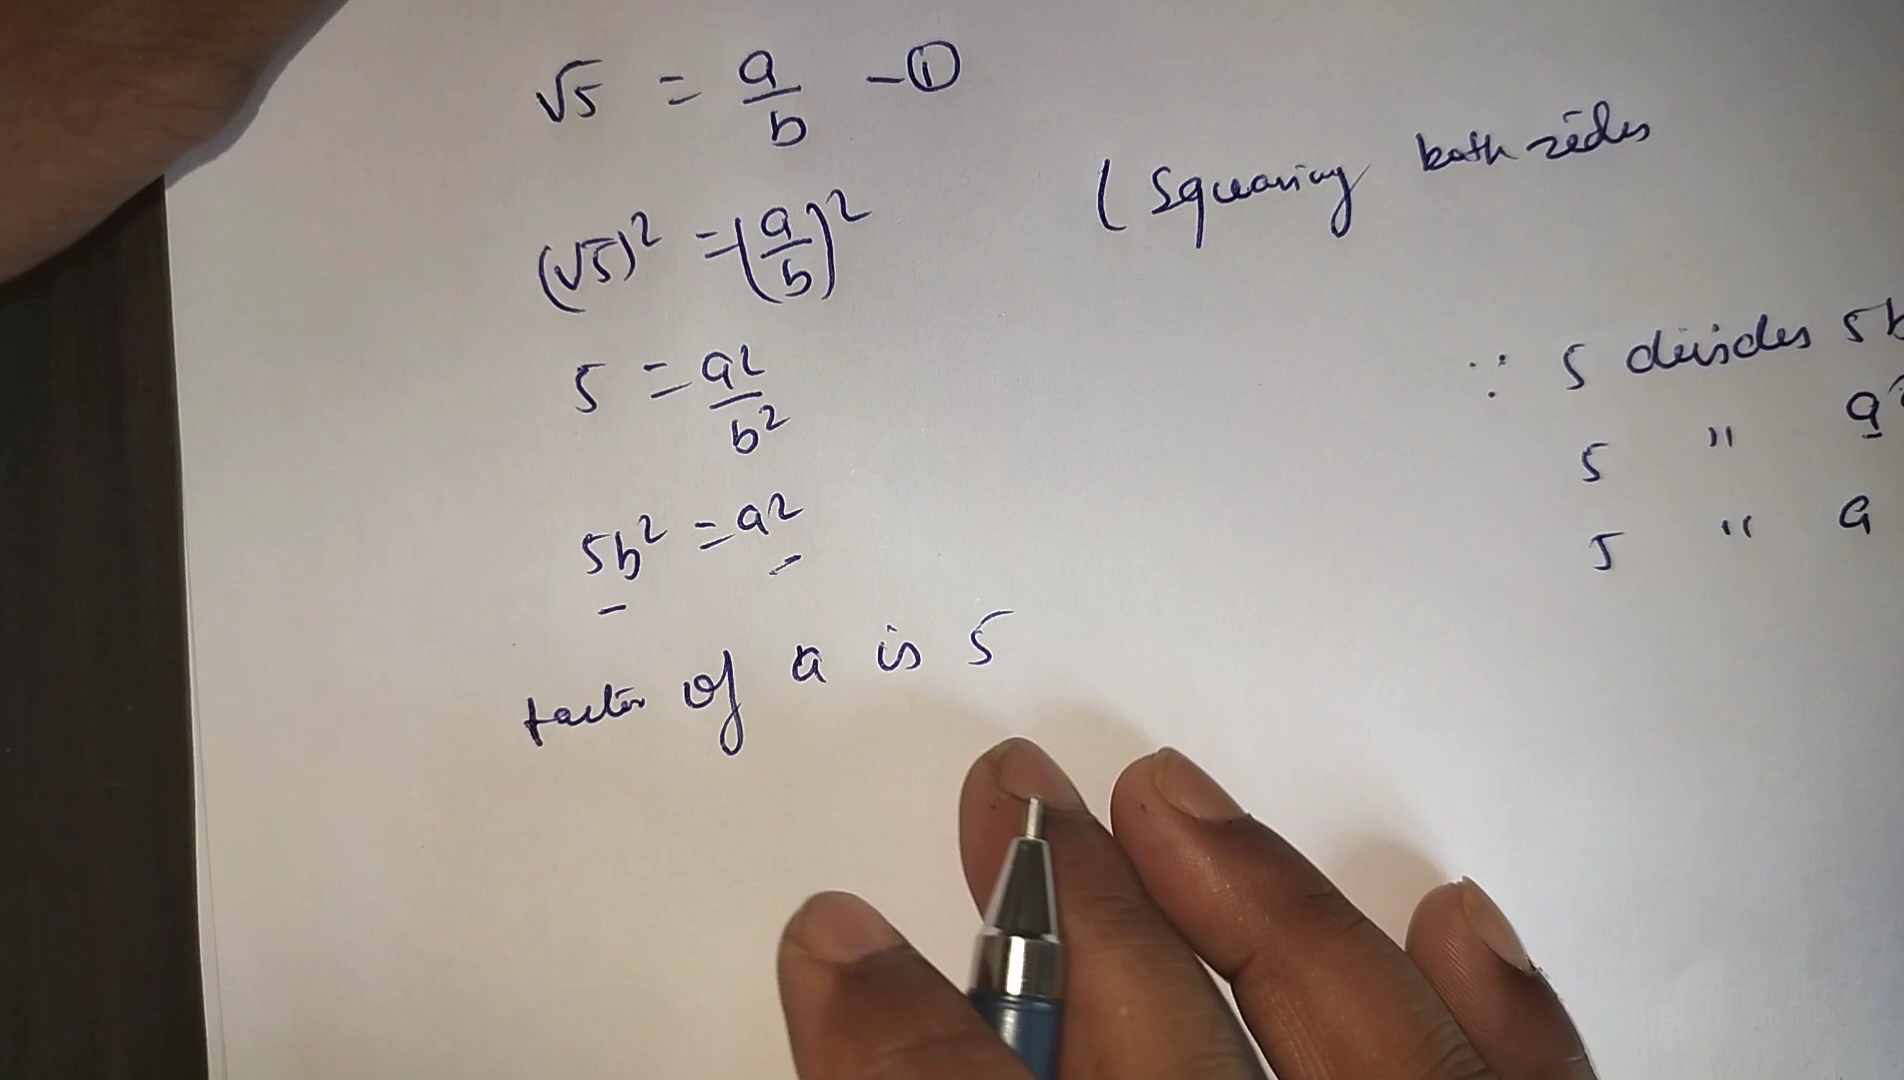 √5 = a/b - ①
(√5)² = (a/b)² (Squaring both sides
5 = a²/b²
∵ 5 divides 5b
5 " a²
5b² = a²
5 " a
factor of a is 5